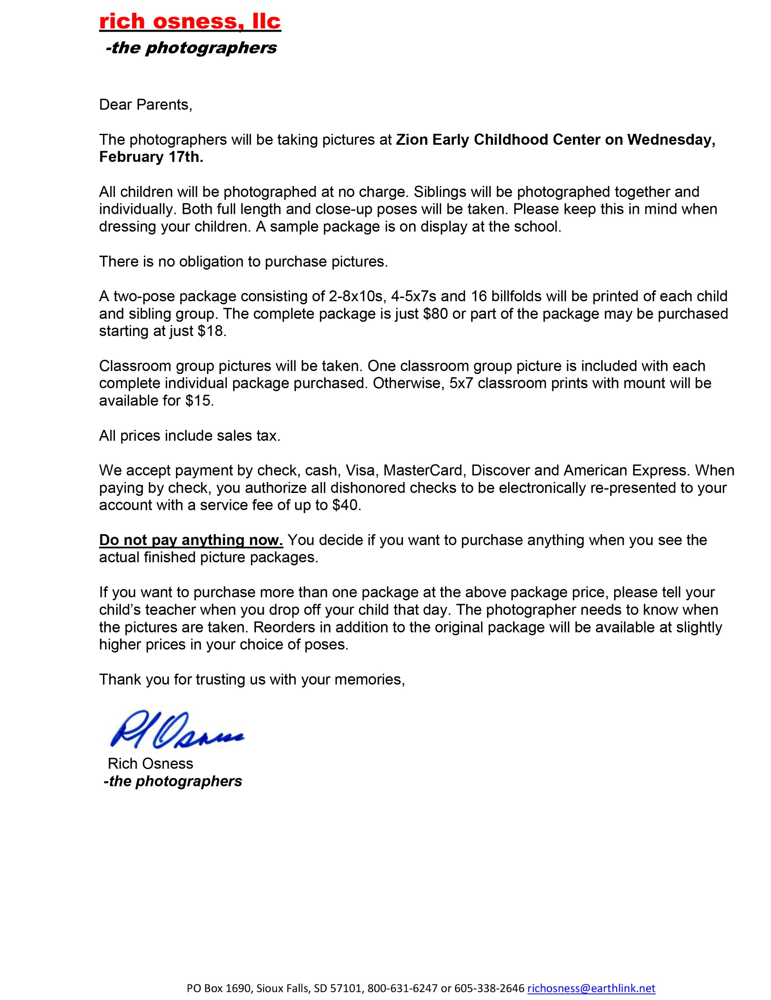 rich osness, llc
-the photographers
Dear Parents,
The photographers will be taking pictures at Zion Early Childhood Center on Wednesday,
February 17th.
All children will be photographed at no charge. Siblings will be photographed together and
individually. Both full length and close-up poses will be taken. Please keep this in mind when
dressing your children. A sample package is on display at the school.
There is no obligation to purchase pictures.
A two-pose package consisting of 2-8x10s, 4-5x7s and 16 billfolds will be printed of each child
and sibling group. The complete package is just $80 or part of the package may be purchased
starting at just $18.
Classroom group pictures will be taken. One classroom group picture is included with each
complete individual package purchased. Otherwise, 5x7 classroom prints with mount will be
available for $15.
All prices include sales tax.
We accept payment by check, cash, Visa, MasterCard, Discover and American Express. When
paying by check, you authorize all dishonored checks to be electronically re-presented to your
account with a service fee of up to $40.
Do not pay anything now. You decide if you want to purchase anything when you see the
actual finished picture packages.
If you want to purchase more than one package at the above package price, please tell your
child’s teacher when you drop off your child that day. The photographer needs to know when
the pictures are taken. Reorders in addition to the original package will be available at slightly
higher prices in your choice of poses.
Thank you for trusting us with your memories,
Rich Osness
-the photographers
PO Box 1690, Sioux Falls, SD 57101, 800-631-6247 or 605-338-2646 richosness@earthlink.net